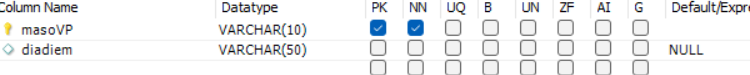 Column Name Datatype PK NN UQ B UN ZF AI G Default/Expre
masoVP VARCHAR(10)
diadiem VARCHAR(50) NULL